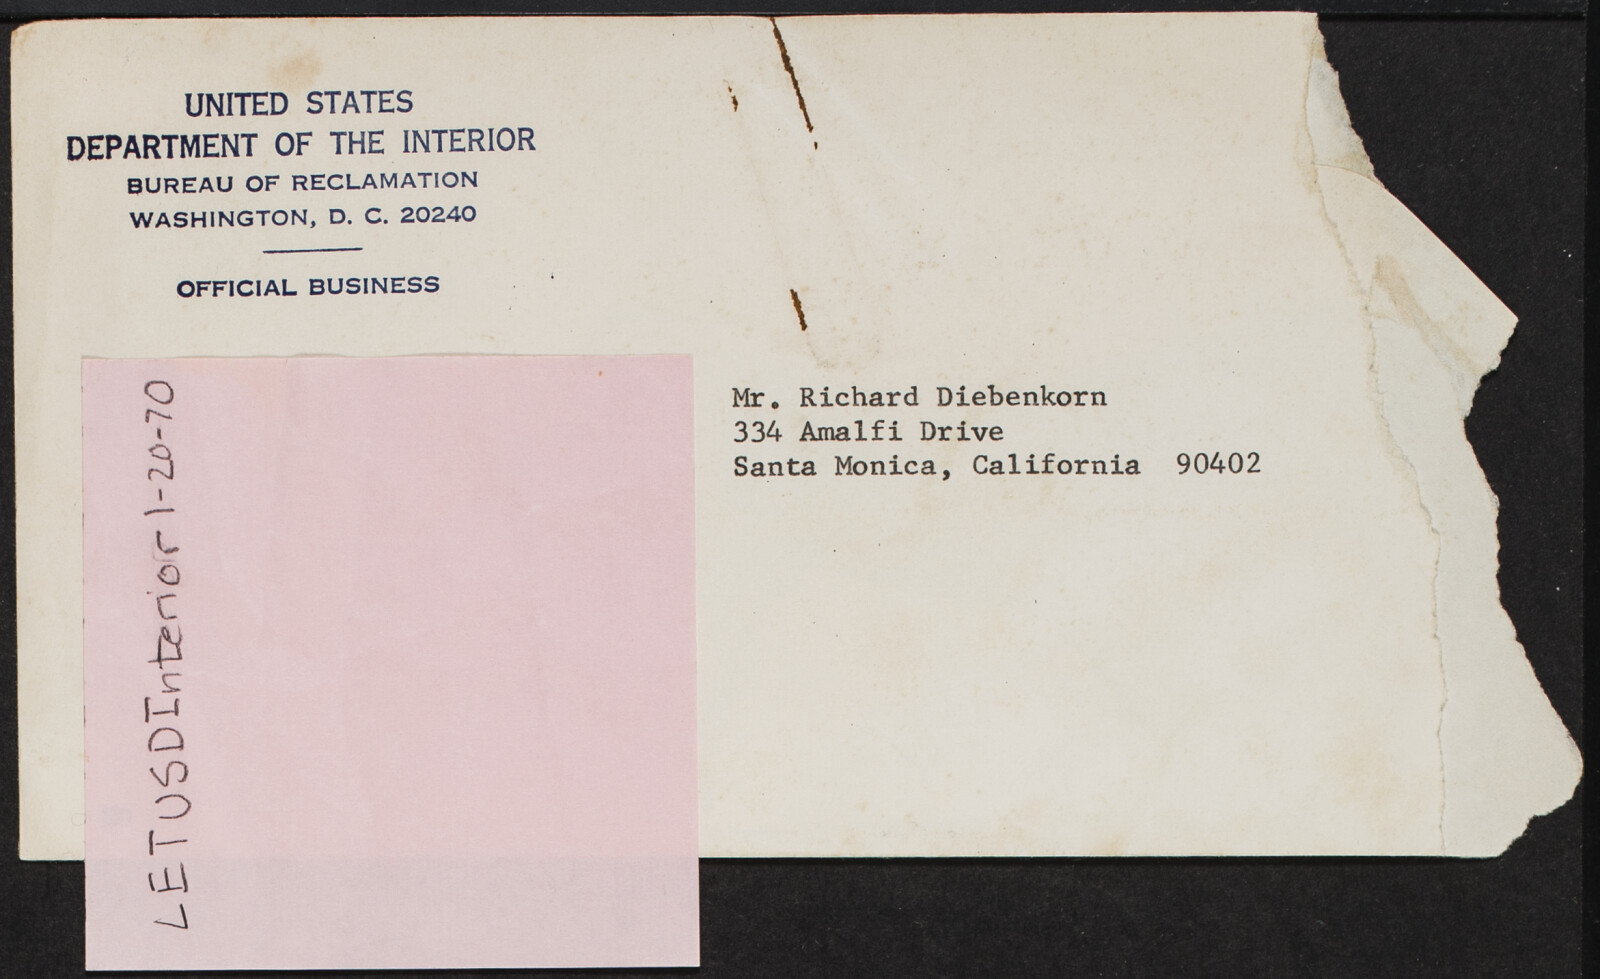 UNITED STATES
DEPARTMENT OF THE INTERIOR
BUREAU OF RECLAMATION
WASHINGTON, D. C. 20240
OFFICIAL BUSINESS
Mr. Richard Diebenkorn
334 Amalfi Drive
Santa Monica, California 90402
LETUSDInterior 1-20-70